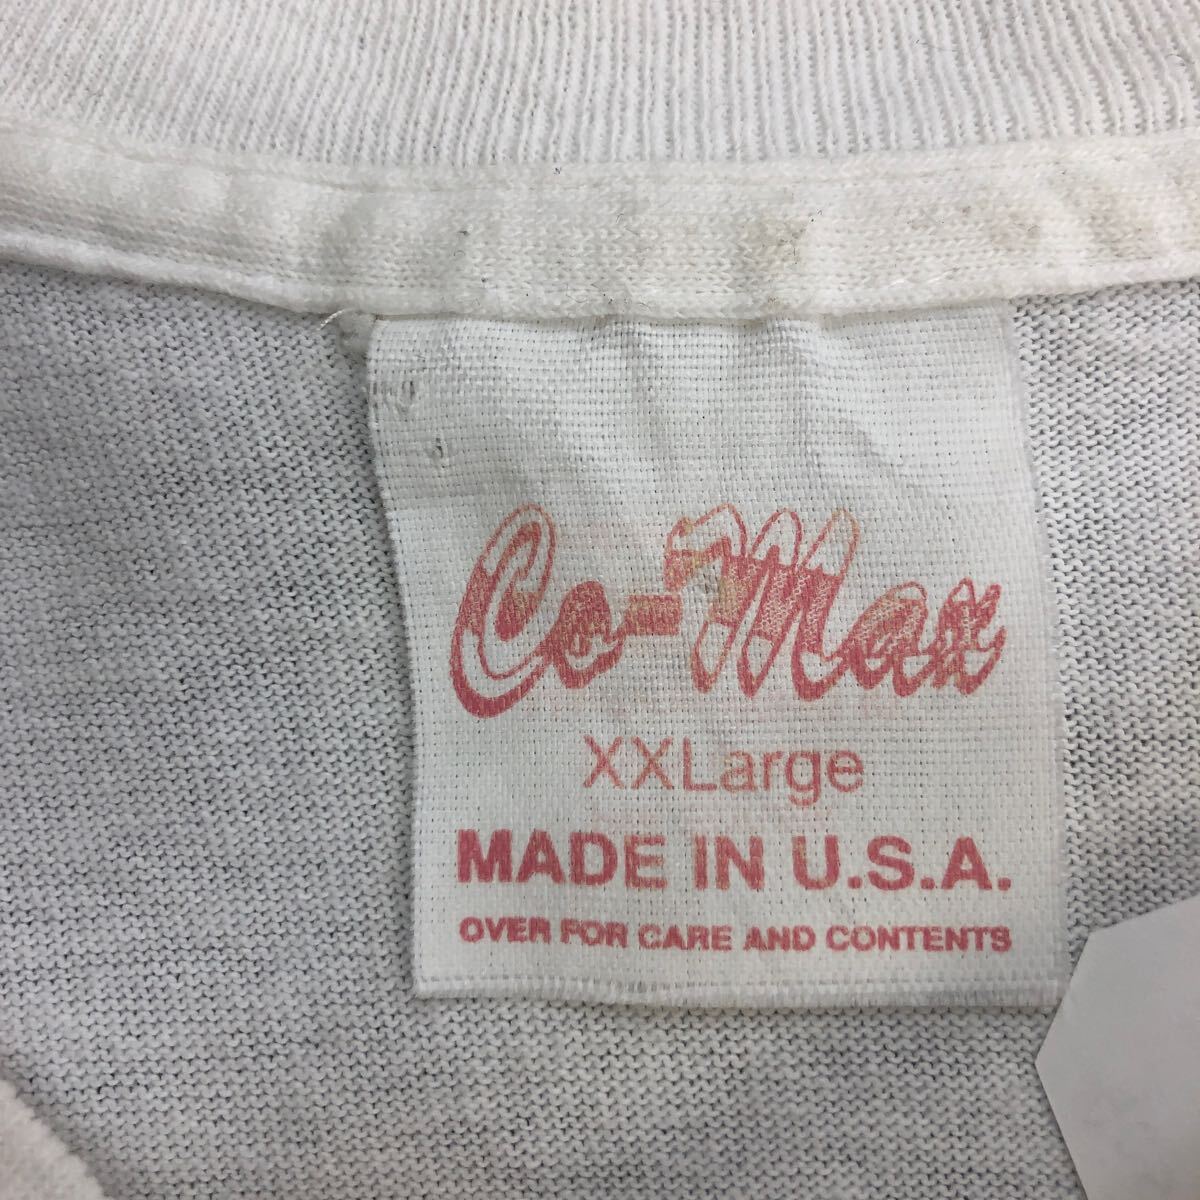 Co-Max
XXLarge
MADE IN U.S.A.
OVER FOR CARE AND CONTENTS